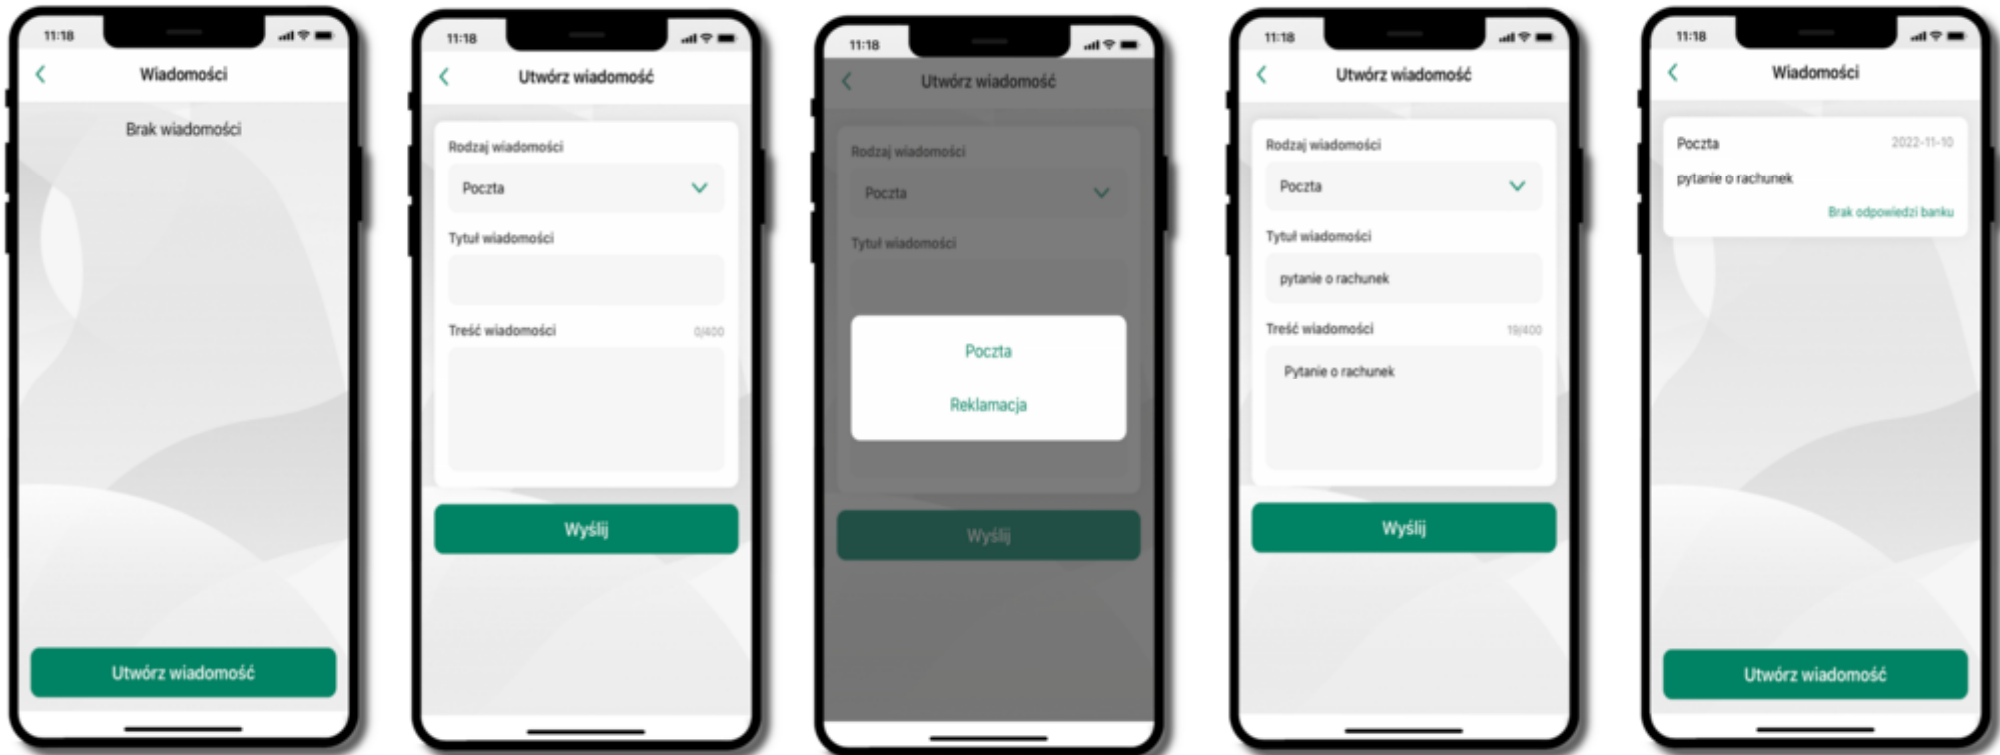 11:18
Wiadomości
Brak wiadomości
Utwórz wiadomość
11:18
Utwórz wiadomość
Rodzaj wiadomości
Poczta
Tytuł wiadomości
Treść wiadomości 0/400
Wyślij
11:18
Utwórz wiadomość
Rodzaj wiadomości
Poczta
Tytuł wiadomości
Poczta
Reklamacja
Wyślij
11:18
Utwórz wiadomość
Rodzaj wiadomości
Poczta
Tytuł wiadomości
pytanie o rachunek
Treść wiadomości 19/400
Pytanie o rachunek
Wyślij
11:18
Wiadomości
Poczta 2022-11-10
pytanie o rachunek
Brak odpowiedzi banku
Utwórz wiadomość